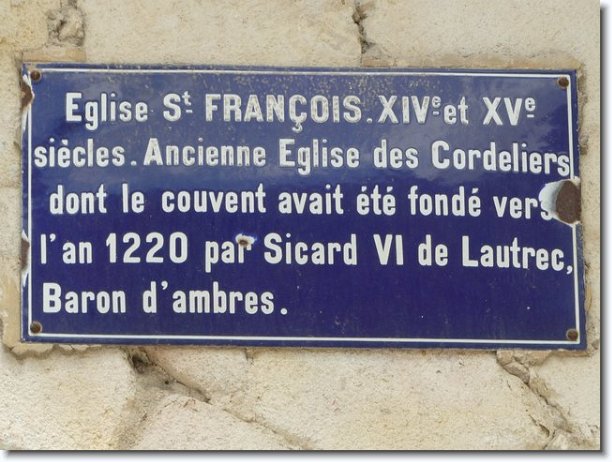 Eglise St FRANÇOIS. XIVe et XVe
siècles. Ancienne Eglise des Cordeliers
dont le couvent avait été fondé vers
l'an 1220 par Sicard VI de Lautrec,
Baron d'ambres.